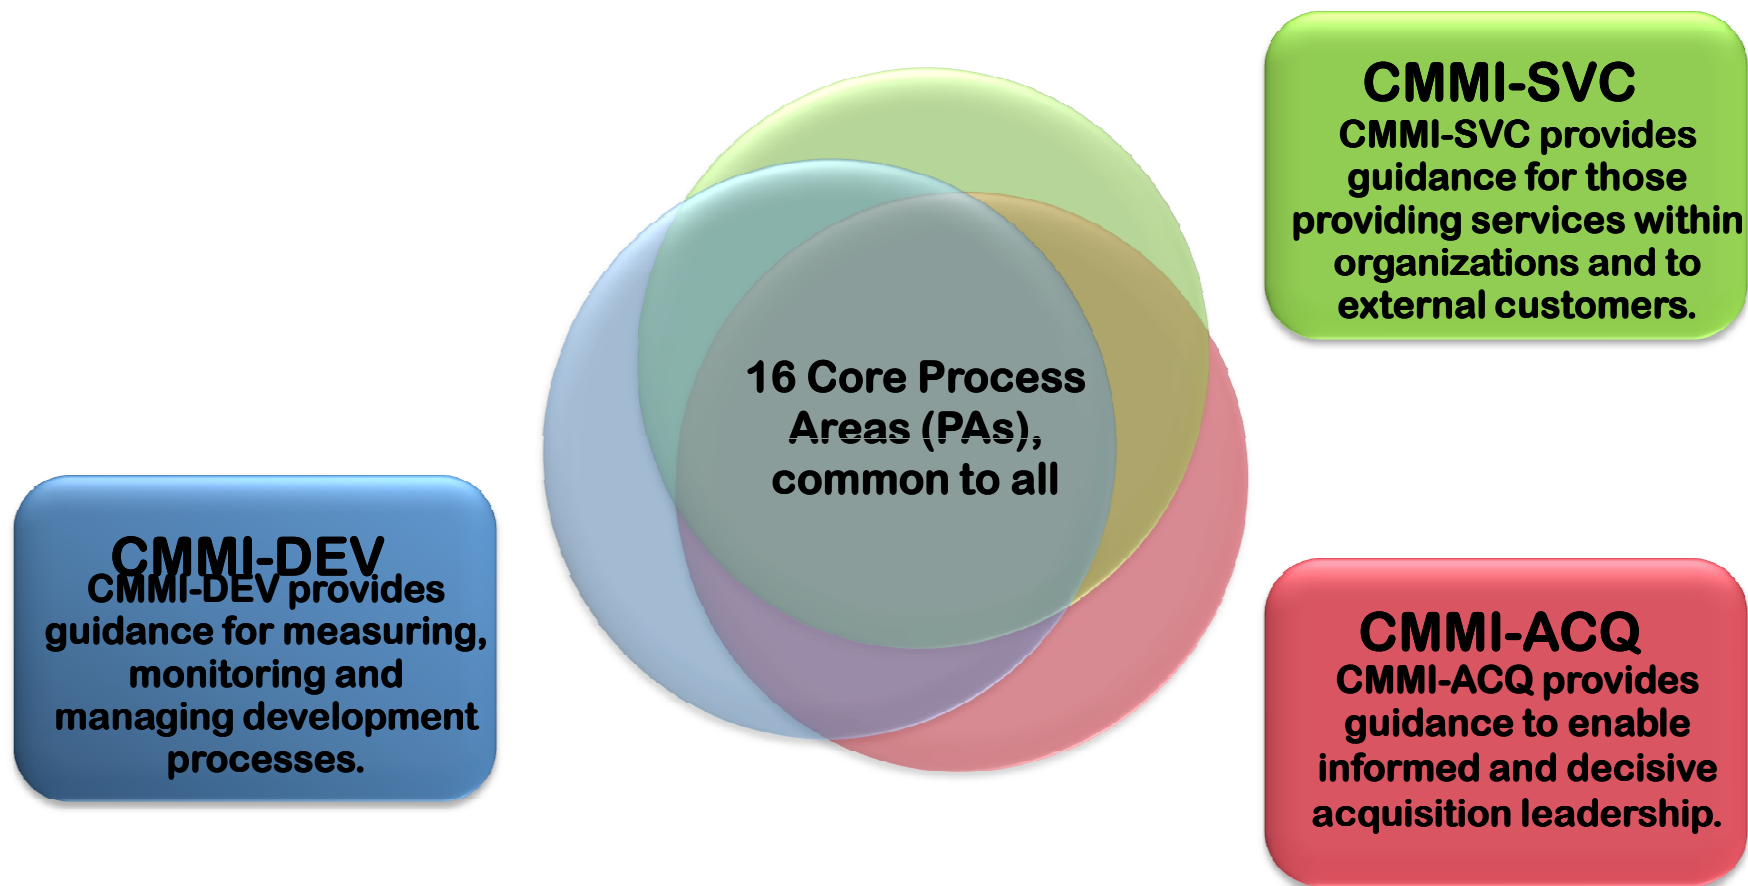 CMMI-SVC
CMMI-SVC provides
guidance for those
providing services within
organizations and to
external customers.
16 Core Process
Areas (PAs),
common to all
CMMI-DEV
CMMI-DEV provides
guidance for measuring,
monitoring and
managing development
processes.
CMMI-ACQ
CMMI-ACQ provides
guidance to enable
informed and decisive
acquisition leadership.